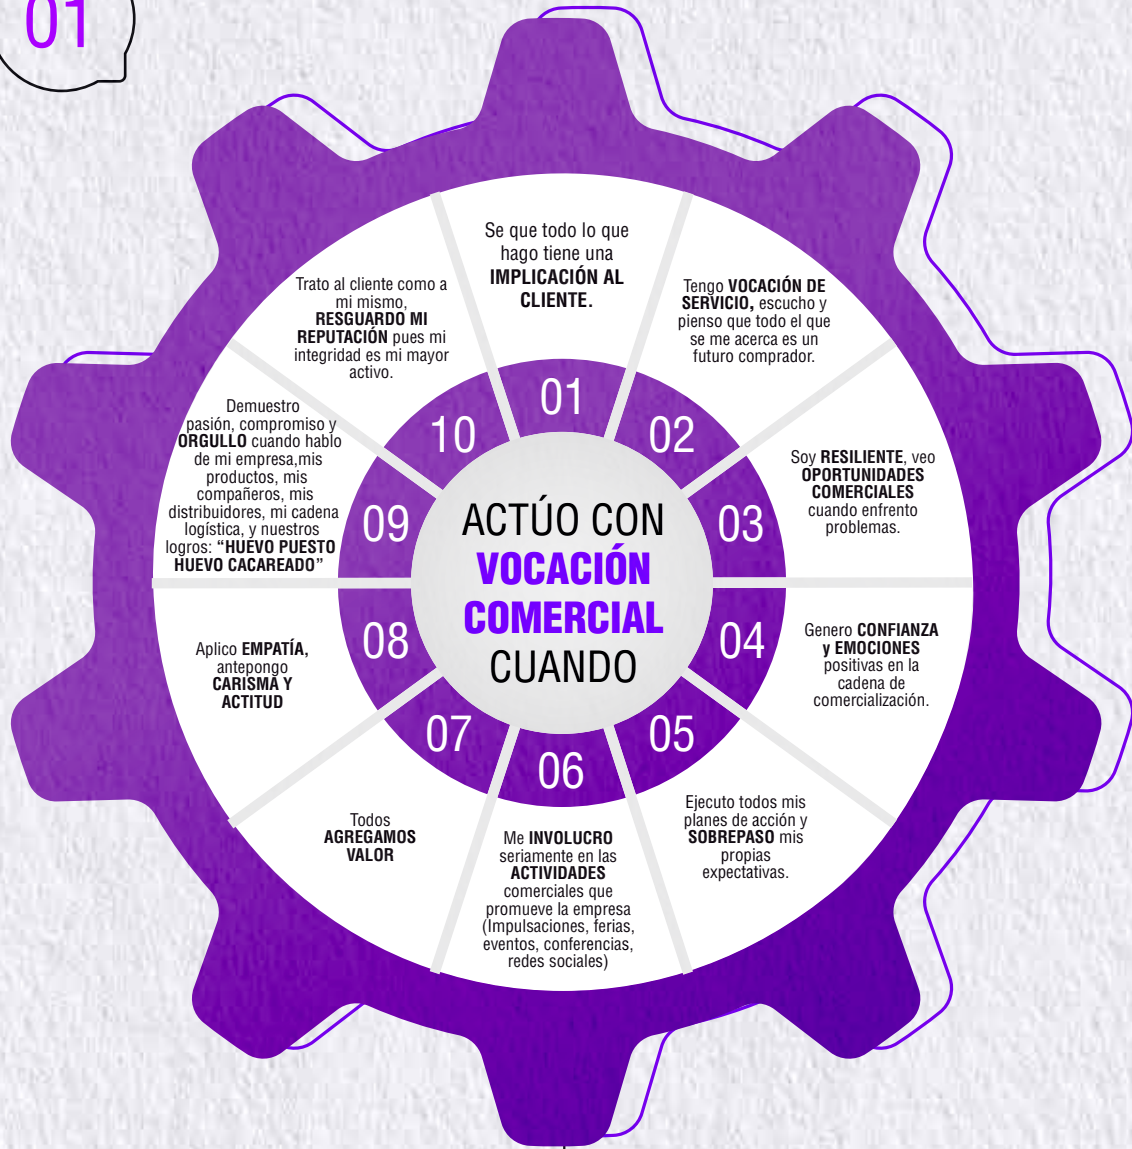 01
ACTÚO CON
VOCACIÓN
COMERCIAL
CUANDO
01
Se que todo lo que
hago tiene una
IMPLICACIÓN AL
CLIENTE.
02
Tengo VOCACIÓN DE
SERVICIO, escucho y
pienso que todo el que
se me acerca es un
futuro comprador.
03
Soy RESILIENTE, veo
OPORTUNIDADES
COMERCIALES
cuando enfrento
problemas.
04
Genero CONFIANZA
y EMOCIONES
positivas en la
cadena de
comercialización.
05
Ejecuto todos mis
planes de acción y
SOBREPASO mis
propias
expectativas.
06
Me INVOLUCRO
seriamente en las
ACTIVIDADES
comerciales que
promueve la empresa
(Impulsaciones, ferias,
eventos, conferencias,
redes sociales)
07
Todos
AGREGAMOS
VALOR
08
Aplico EMPATÍA,
antepongo
CARISMA Y
ACTITUD
09
Demuestro
pasión, compromiso y
ORGULLO cuando hablo
de mi empresa,mis
productos, mis
compañeros, mis
distribuidores, mi cadena
logística, y nuestros
logros: “HUEVO PUESTO
HUEVO CACAREADO”
10
Trato al cliente como a
mi mismo,
RESGUARDO MI
REPUTACIÓN pues mi
integridad es mi mayor
activo.